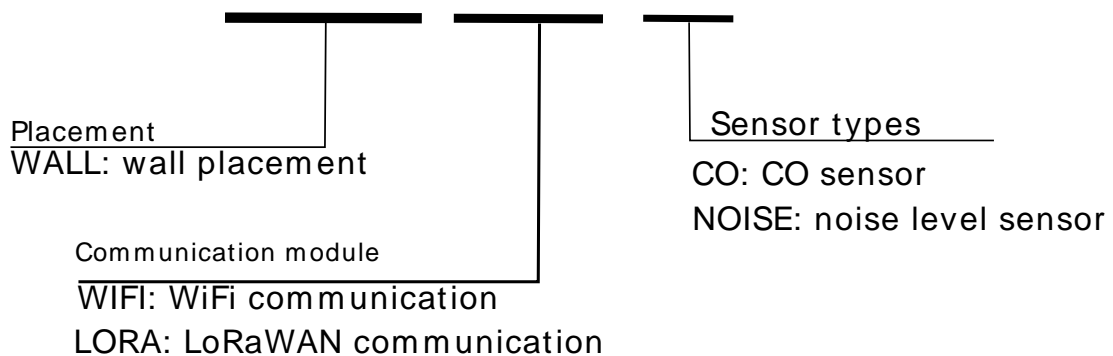 Placement
WALL: wall placement
Sensor types
CO: CO sensor
NOISE: noise level sensor
Communication module
WIFI: WiFi communication
LORA: LoRaWAN communication